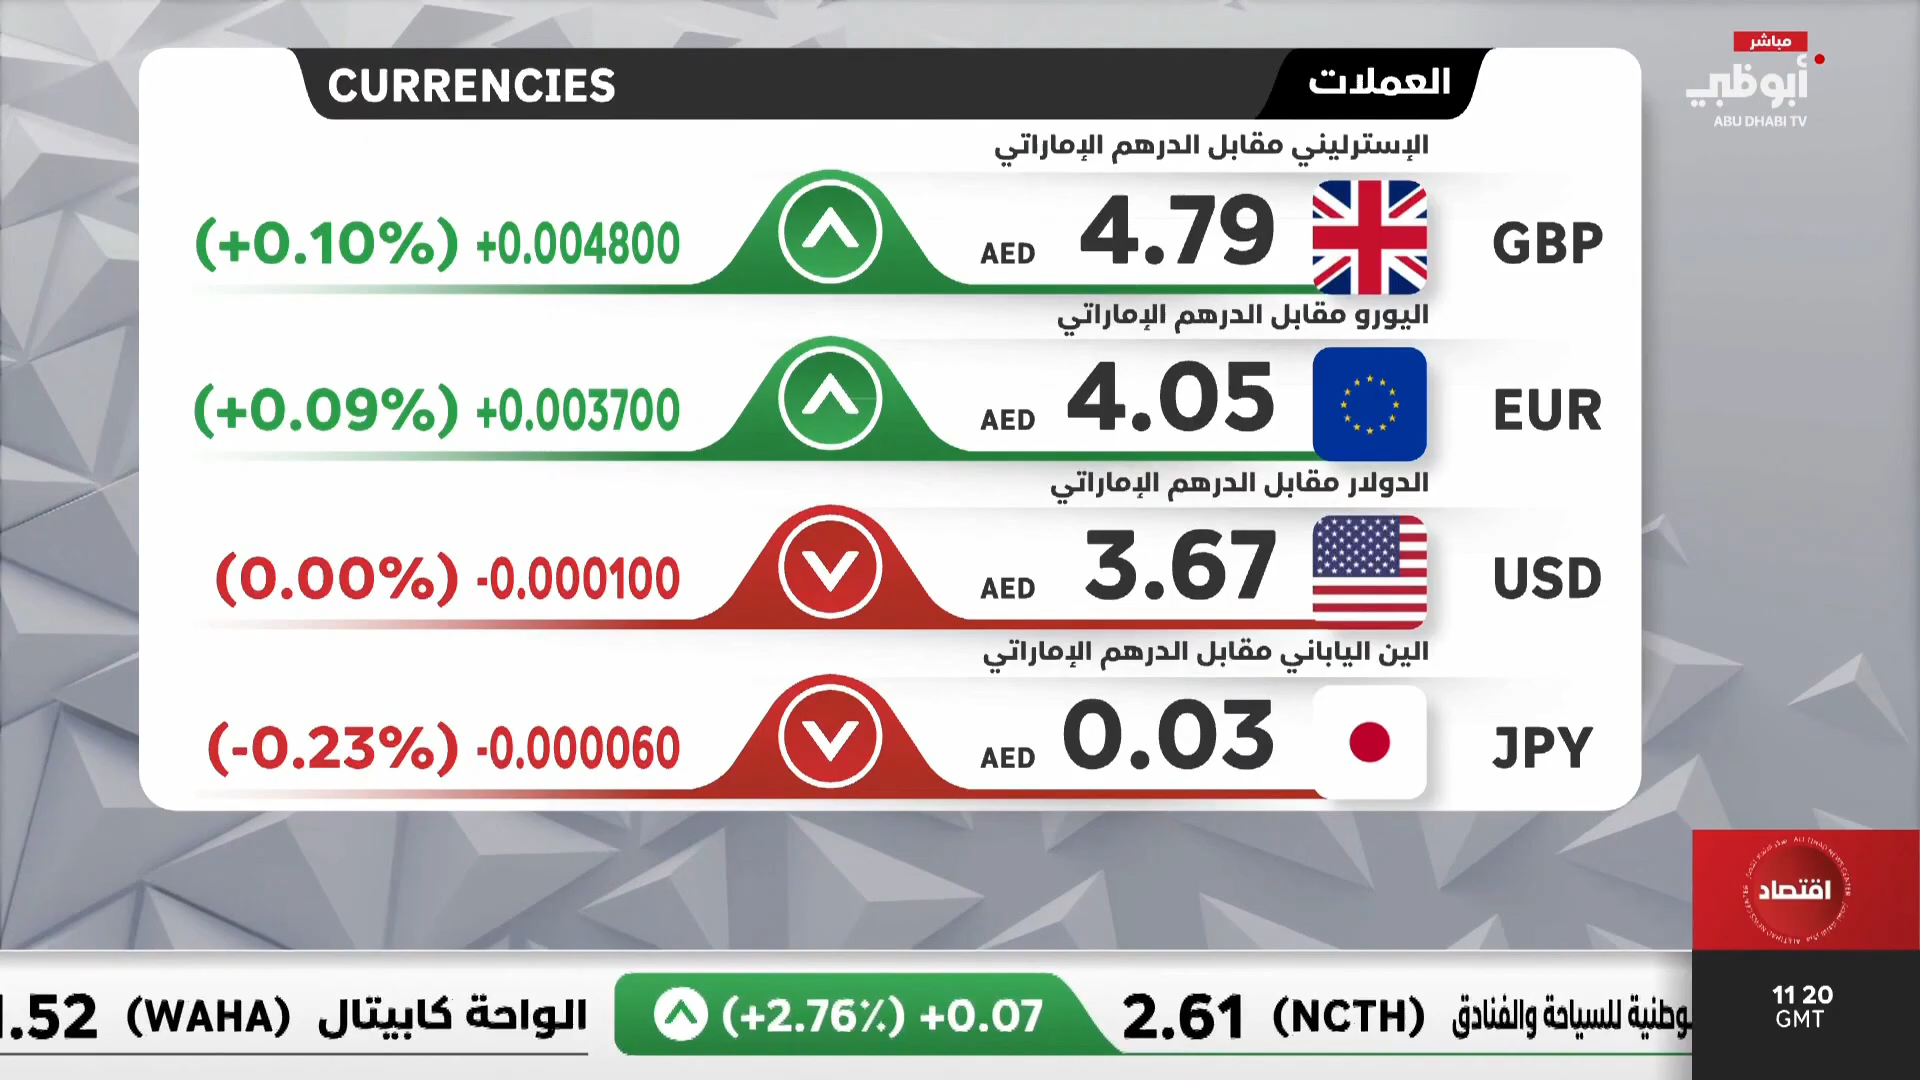 مباشر
أبوظبي
ABU DHABI TV
CURRENCIES
العملات
الإسترليني مقابل الدرهم الإماراتي
GBP 4.79 AED +0.004800 (+0.10%)
اليورو مقابل الدرهم الإماراتي
EUR 4.05 AED +0.003700 (+0.09%)
الدولار مقابل الدرهم الإماراتي
USD 3.67 AED -0.000100 (0.00%)
الين الياباني مقابل الدرهم الإماراتي
JPY 0.03 AED -0.000060 (-0.23%)
اقتصاد
وطنية للسياحة والفنادق (NCTH) 2.61 +0.07 (+2.76%) الواحة كابيتال (WAHA) .52
11 20
GMT